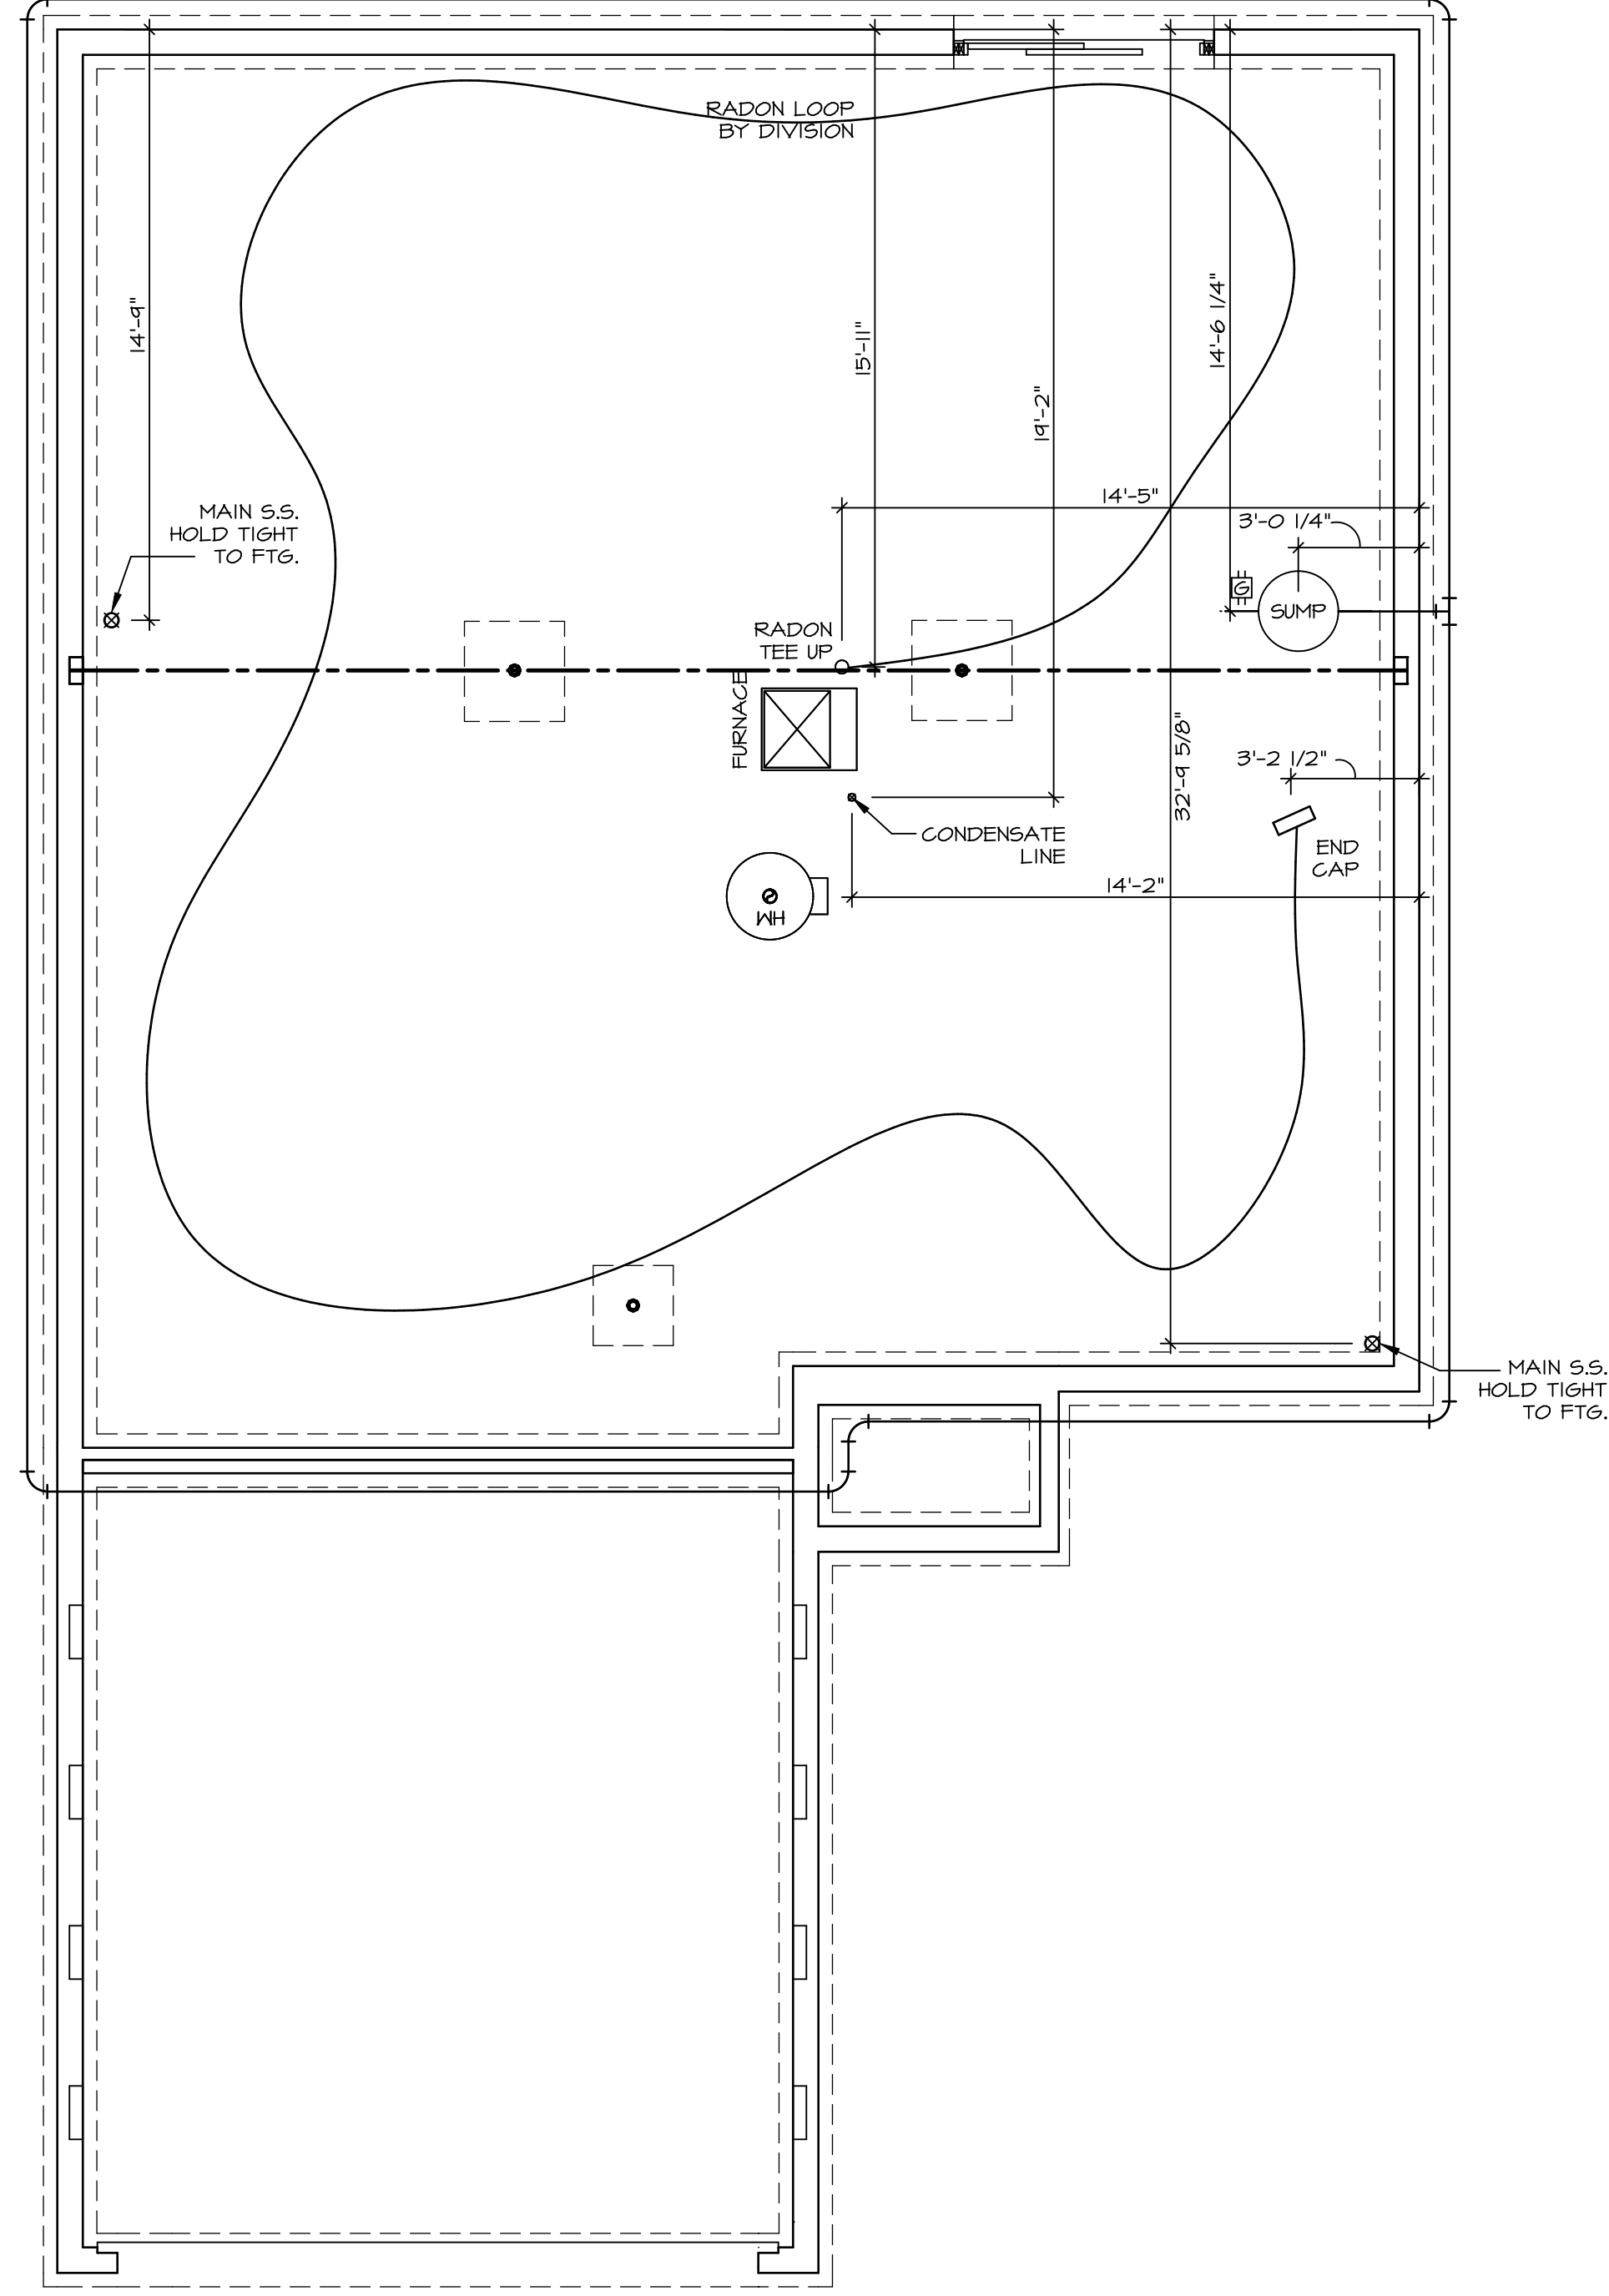 RADON LOOP
BY DIVISION
14'-9"
15'-11"
14'-6 1/4"
19'-2"
14'-5"
3'-0 1/4"
MAIN S.S.
HOLD TIGHT
TO FTG.
G
SUMP
RADON
TEE UP
FURNACE
32'-9 5/8"
3'-2 1/2"
CONDENSATE
LINE
END
CAP
14'-2"
WH
MAIN S.S.
HOLD TIGHT
TO FTG.